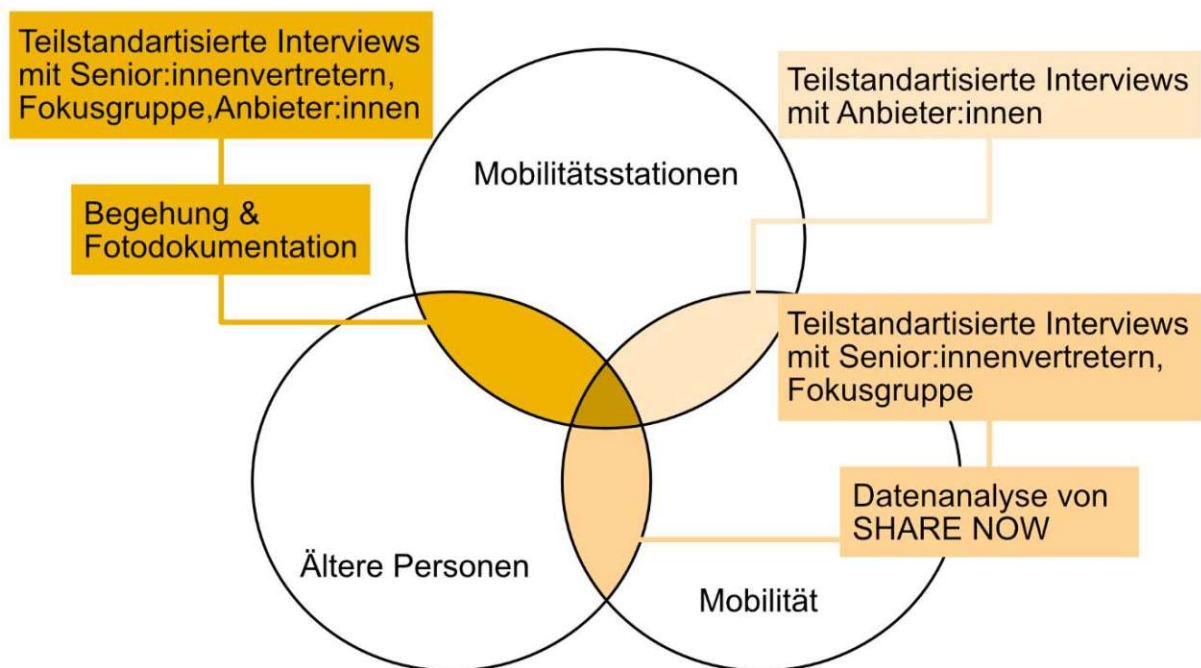 Teilstandartisierte Interviews
mit Senior:innenvertretern,
Fokusgruppe,Anbieter:innen
Begehung &
Fotodokumentation
Mobilitätsstationen
Teilstandartisierte Interviews
mit Anbieter:innen
Teilstandartisierte Interviews
mit Senior:innenvertretern,
Fokusgruppe
Datenanalyse von
SHARE NOW
Ältere Personen
Mobilität